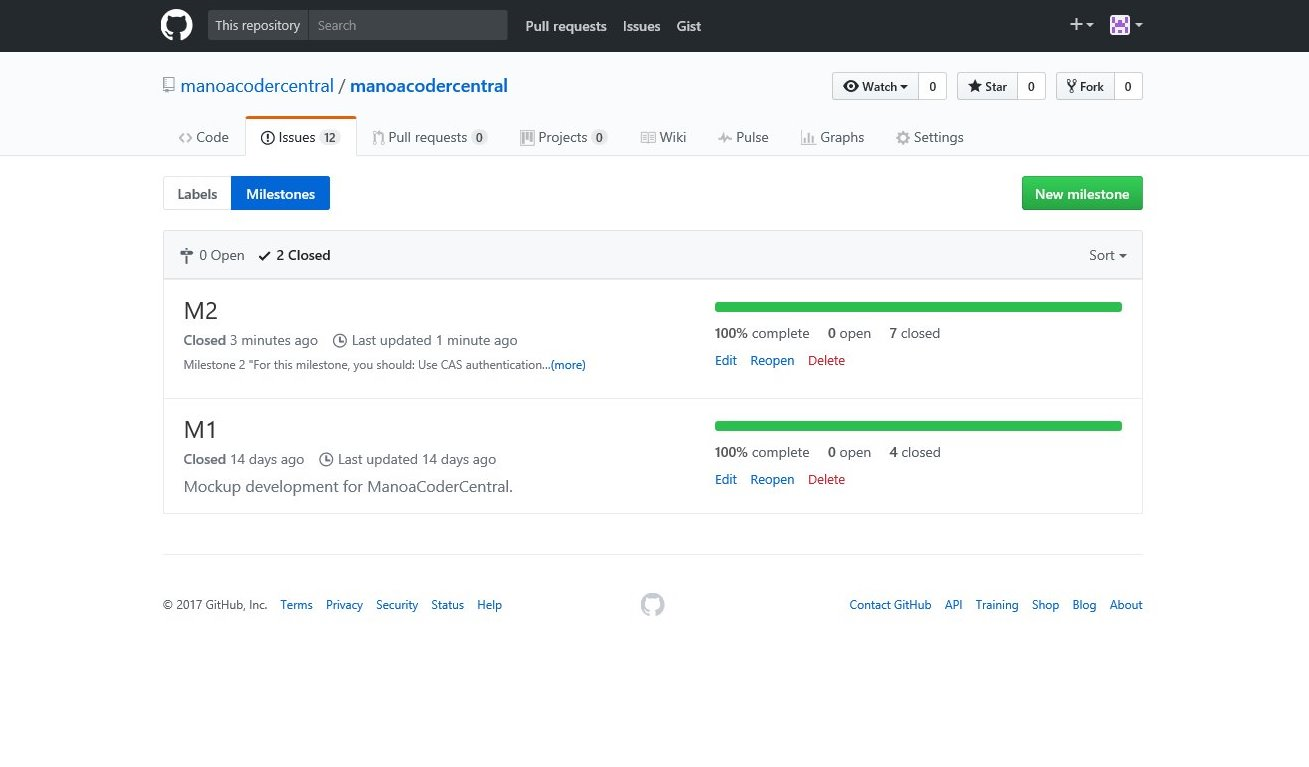 This repository Search Pull requests Issues Gist
manoacodercentral / manoacodercentral Watch 0 Star 0 Fork 0
Code Issues 12 Pull requests 0 Projects 0 Wiki Pulse Graphs Settings
Labels Milestones New milestone
0 Open 2 Closed Sort
M2
Closed 3 minutes ago Last updated 1 minute ago
Milestone 2 "For this milestone, you should: Use CAS authentication...(more)
100% complete 0 open 7 closed
Edit Reopen Delete
M1
Closed 14 days ago Last updated 14 days ago
Mockup development for ManoaCoderCentral.
100% complete 0 open 4 closed
Edit Reopen Delete
© 2017 GitHub, Inc. Terms Privacy Security Status Help Contact GitHub API Training Shop Blog About